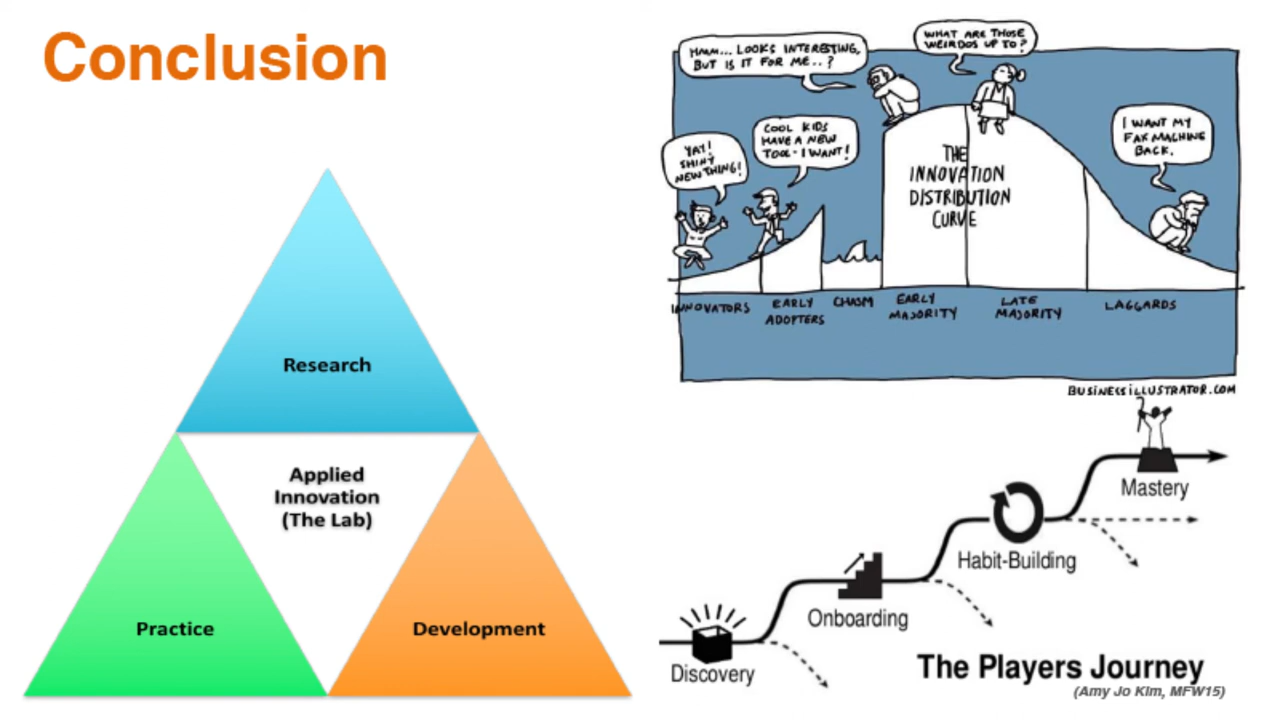 Conclusion
Research
Applied
Innovation
(The Lab)
Practice
Development
HMM... LOOKS INTERESTING,
BUT IS IT FOR ME..?
WHAT ARE THOSE
WEIRDOS UP TO?
YAY!
SHINY
NEW THING!
COOL KIDS
HAVE A NEW
TOOL - I WANT!
I WANT MY
FAX MACHINE
BACK.
THE
INNOVATION
DISTRIBUTION
CURVE
INNOVATORS
EARLY
ADOPTERS
CHASM
EARLY
MAJORITY
LATE
MAJORITY
LAGGARDS
BUSINESSILLUSTRATOR.COM
Mastery
Habit-Building
Onboarding
Discovery
The Players Journey
(Amy Jo Kim, MFW15)